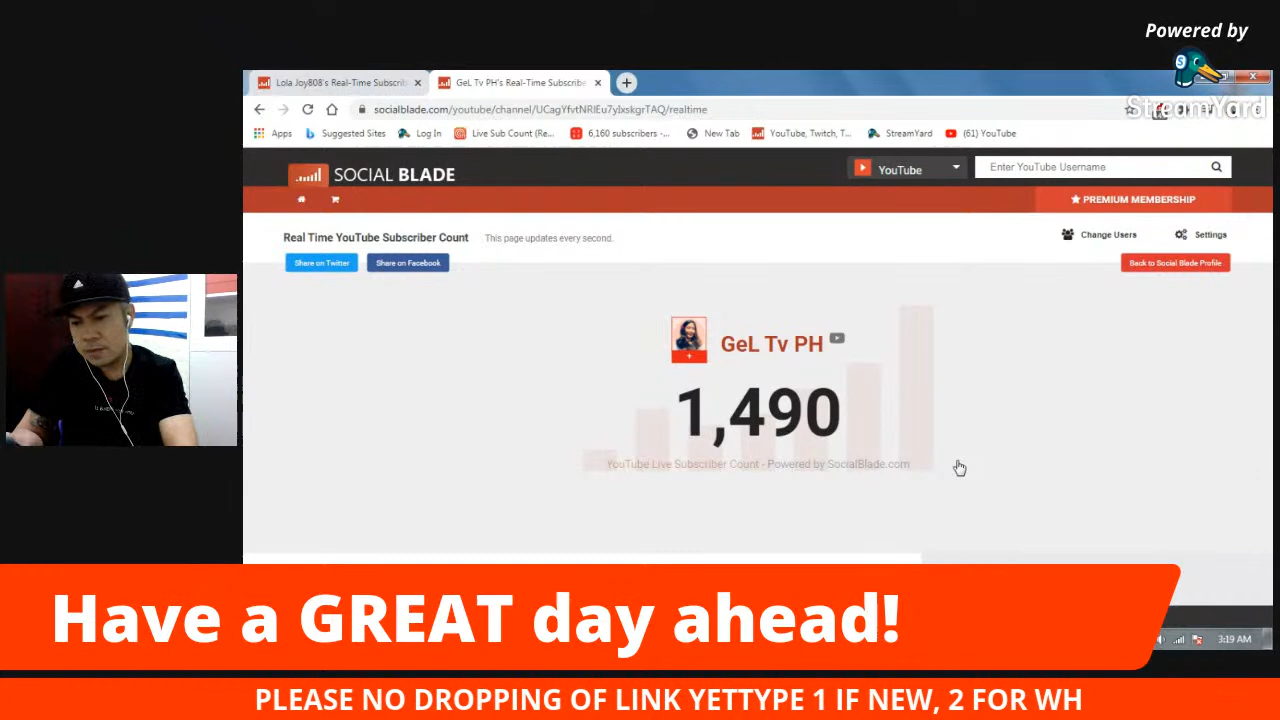 Powered by
StreamYard
Lola Joy808's Real-Time Subscrib
GeL Tv PH's Real-Time Subscribe
socialblade.com/youtube/channel/UCagYfvtNRIEu7yIxskgrTAQ/realtime
Apps
Suggested Sites
Log In
Live Sub Count (Re...
6,160 subscribers -...
New Tab
YouTube, Twitch, T...
StreamYard
(61) YouTube
SOCIAL BLADE
YouTube
Enter YouTube Username
PREMIUM MEMBERSHIP
Real Time YouTube Subscriber Count
This page updates every second.
Change Users
Settings
Share on Twitter
Share on Facebook
Back to Social Blade Profile
GeL Tv PH
1,490
YouTube Live Subscriber Count - Powered by SocialBlade.com
Have a GREAT day ahead!
3:19 AM
PLEASE NO DROPPING OF LINK YETTYPE 1 IF NEW, 2 FOR WH